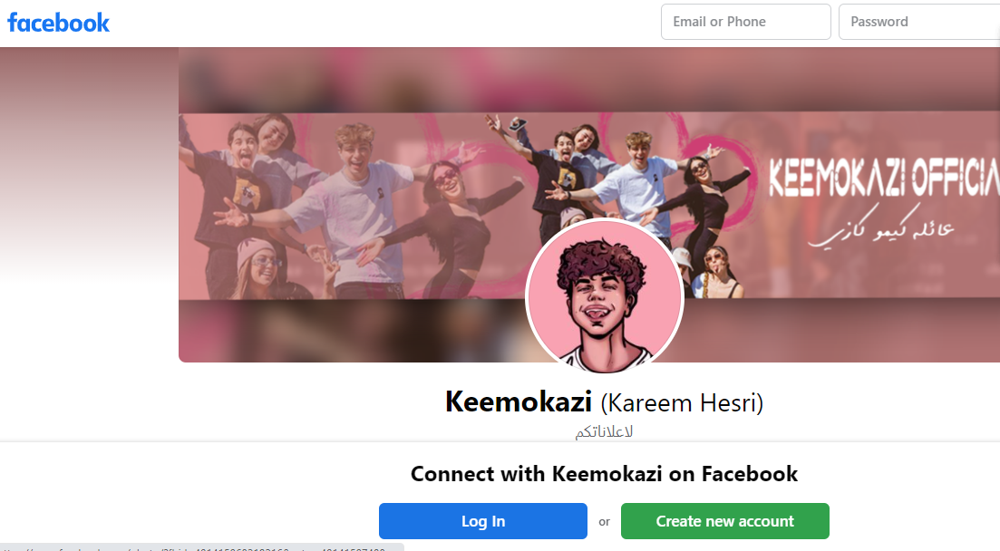 facebook
Email or Phone
Password
KEEMOKAZI OFFICIA
عائله كيمو كازي
Keemokazi (Kareem Hesri)
لاعلاناتكم
Connect with Keemokazi on Facebook
Log In
or
Create new account